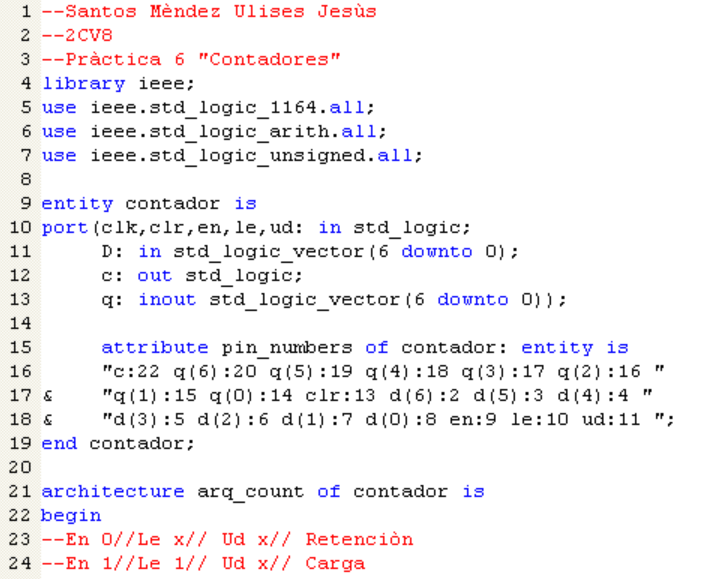 1 --Santos Mèndez Ulises Jesùs
2 --2CV8
3 --Pràctica 6 "Contadores"
4 library ieee;
5 use ieee.std_logic_1164.all;
6 use ieee.std_logic_arith.all;
7 use ieee.std_logic_unsigned.all;
8
9 entity contador is
10 port(clk,clr,en,le,ud: in std_logic;
11 D: in std_logic_vector(6 downto 0);
12 c: out std_logic;
13 q: inout std_logic_vector(6 downto 0));
14
15 attribute pin_numbers of contador: entity is
16 "c:22 q(6):20 q(5):19 q(4):18 q(3):17 q(2):16 "
17 & "q(1):15 q(0):14 clr:13 d(6):2 d(5):3 d(4):4 "
18 & "d(3):5 d(2):6 d(1):7 d(0):8 en:9 le:10 ud:11 ";
19 end contador;
20
21 architecture arq_count of contador is
22 begin
23 --En 0//Le x// Ud x// Retenciòn
24 --En 1//Le 1// Ud x// Carga